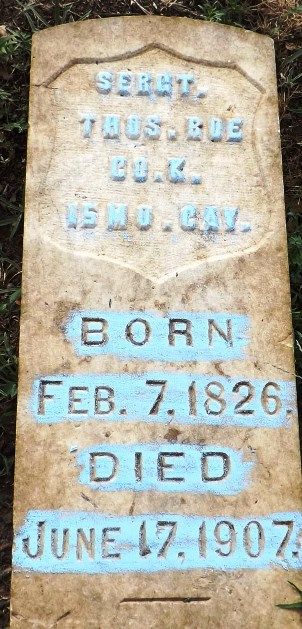 SERGT.
THOS. ROE
CO. K.
15 MO. CAV.
BORN
FEB. 7. 1826.
DIED
JUNE 17. 1907.